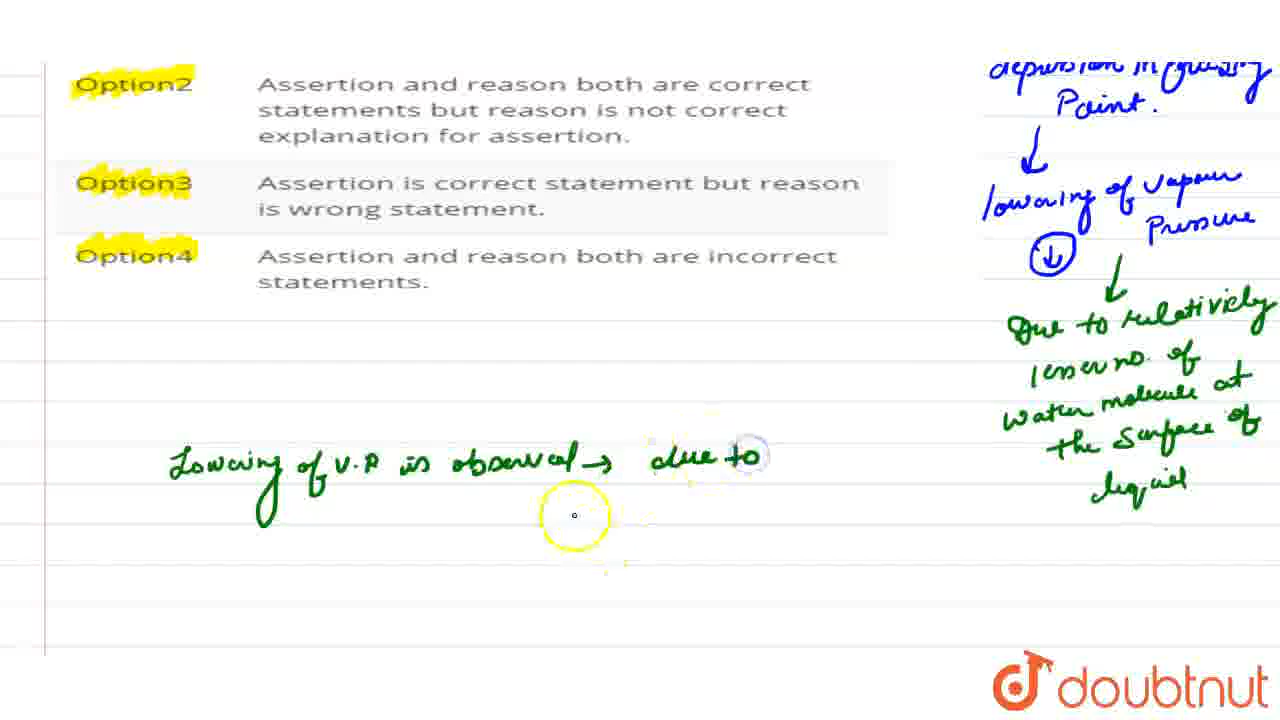 Option2 Assertion and reason both are correct
statements but reason is not correct
explanation for assertion.
Option3 Assertion is correct statement but reason
is wrong statement.
Option4 Assertion and reason both are incorrect
statements.
Point.
lowering of vapour
Pressure
Due to relatively
lesser no. of
water molecule at
the surface of
liquid
Lowering of V.P is observed → due to
doubtnut